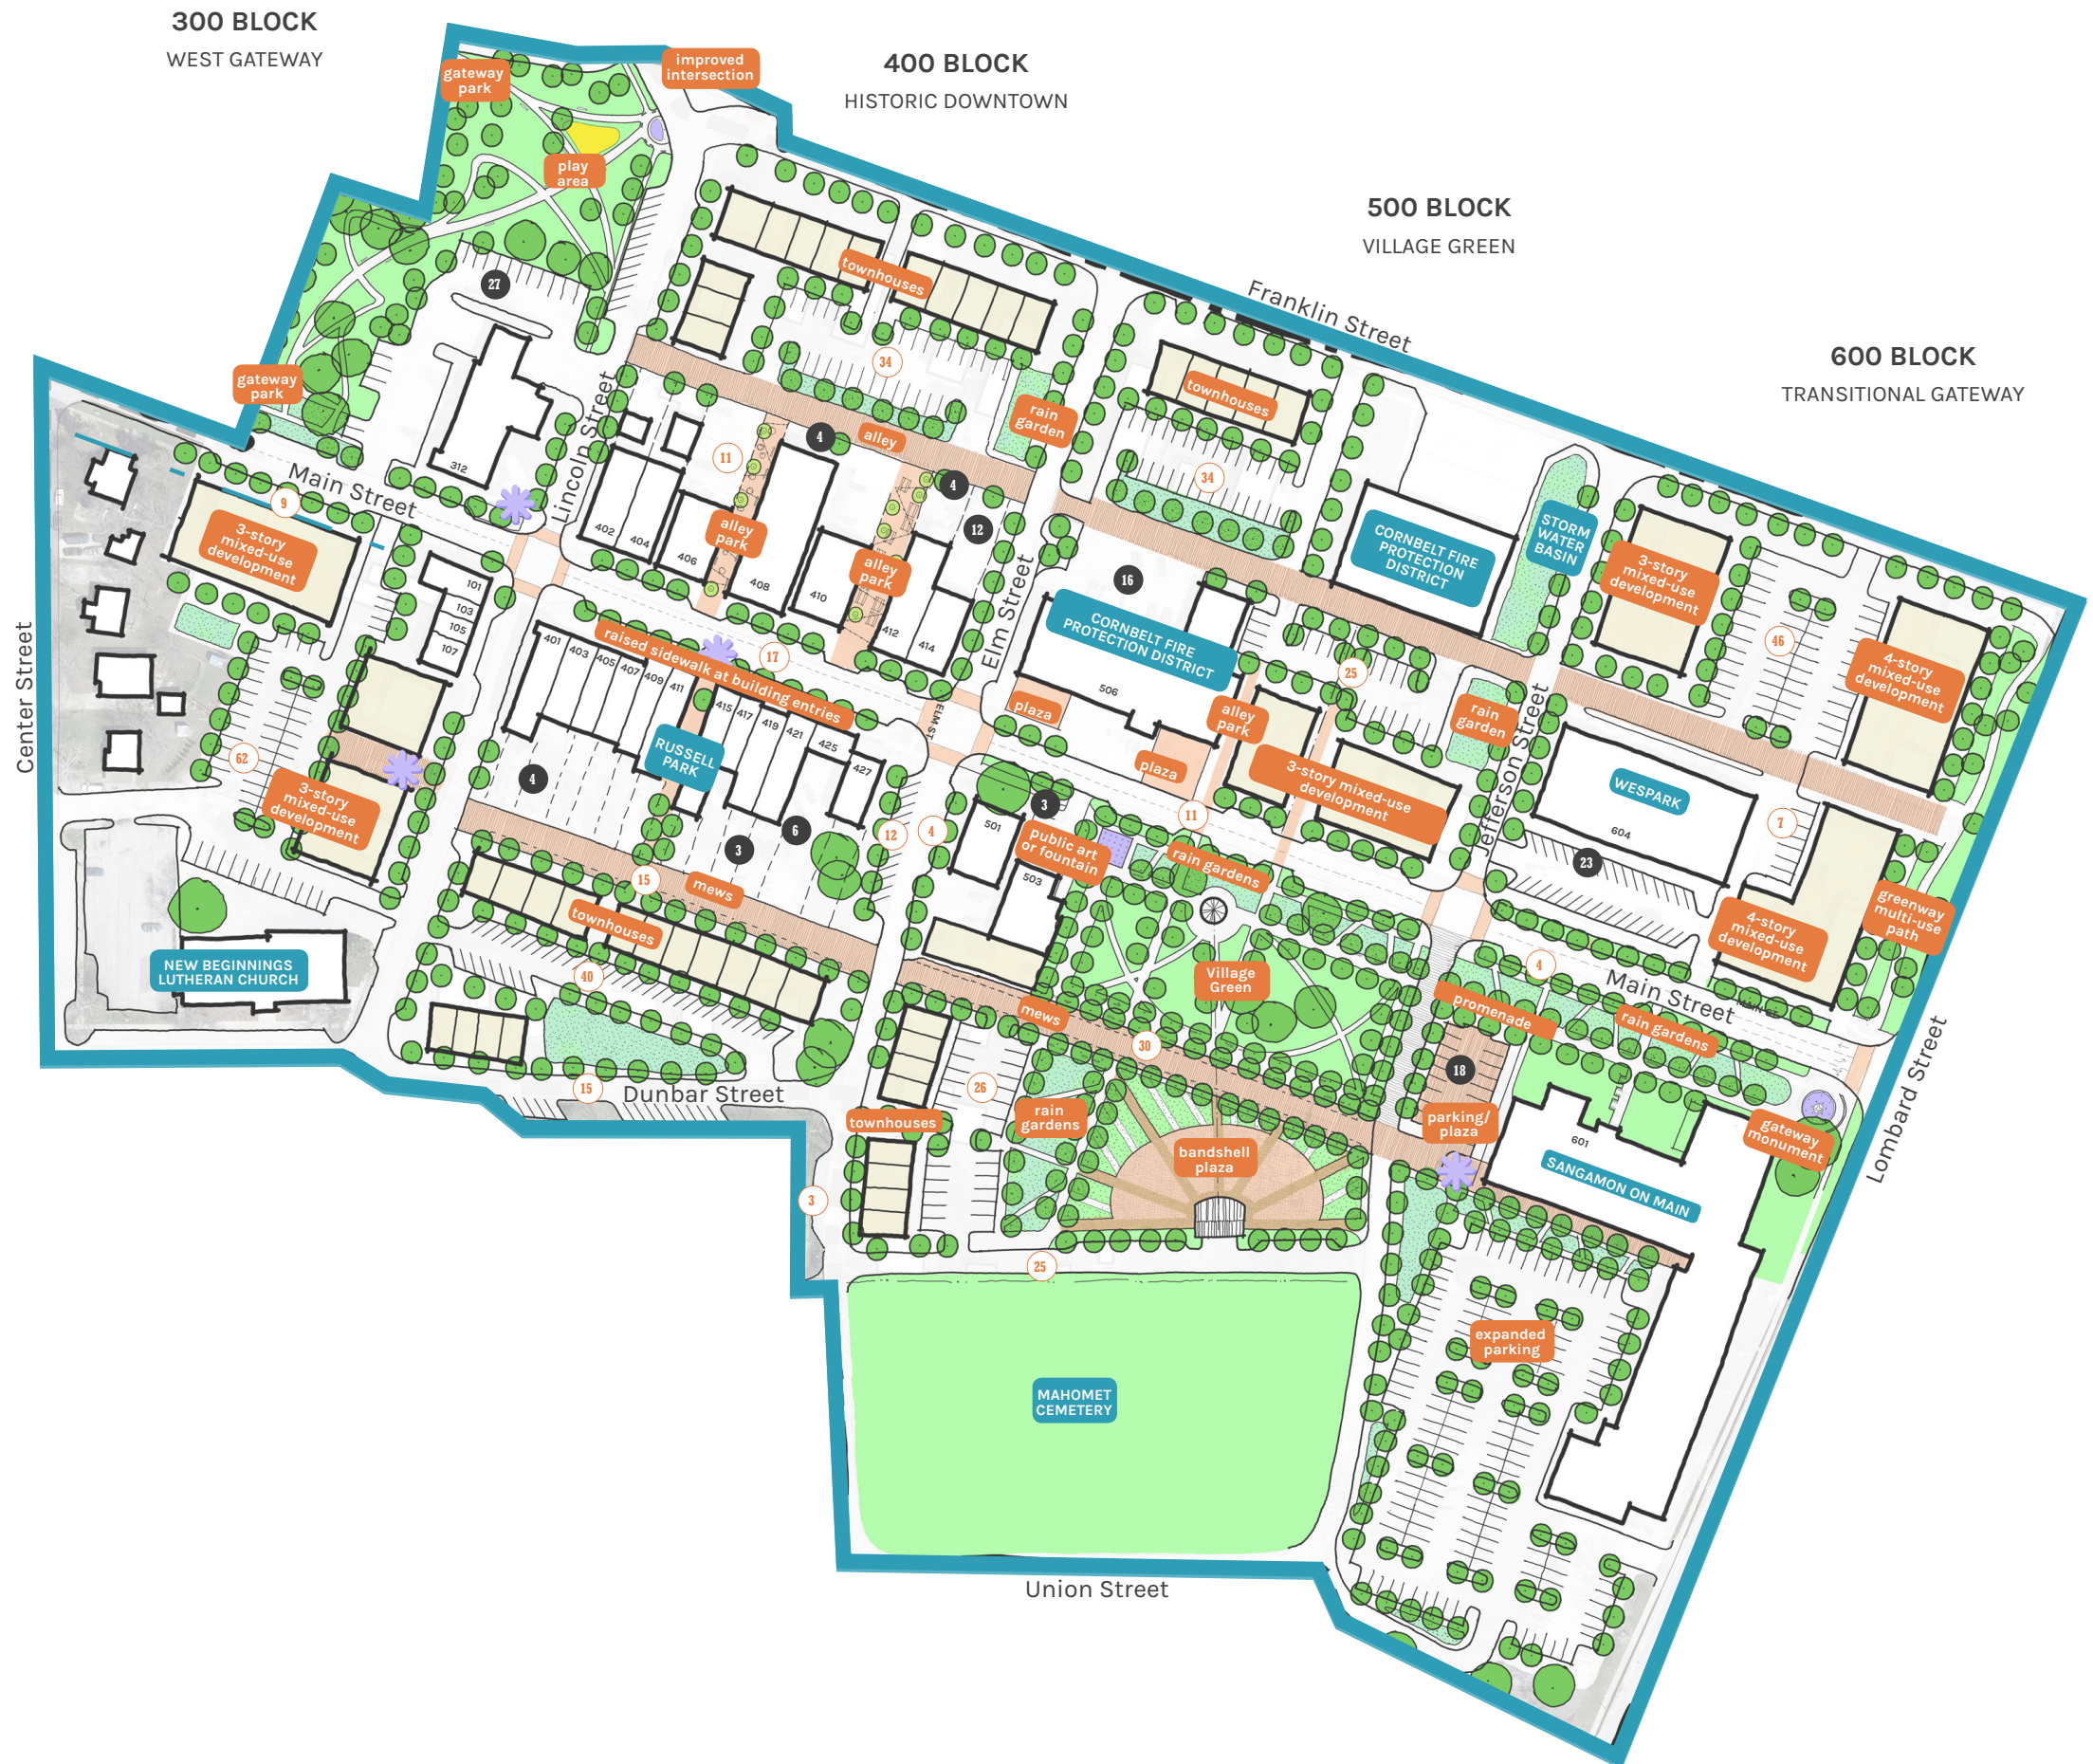 300 BLOCK
WEST GATEWAY
400 BLOCK
HISTORIC DOWNTOWN
500 BLOCK
VILLAGE GREEN
600 BLOCK
TRANSITIONAL GATEWAY
gateway
park
improved
intersection
play
area
27
gateway
park
312
Lincoln Street
Main Street
9
3-story
mixed-use
development
101
103
105
107
Center Street
62
3-story
mixed-use
development
NEW BEGINNINGS
LUTHERAN CHURCH
townhouses
34
rain
garden
alley
4
11
4
12
402
404
406
alley
park
408
410
alley
park
412
414
Elm Street
raised sidewalk at building entries
17
401
403
405
407
409
411
RUSSELL
PARK
415
417
419
421
425
427
ELM ST
4
3
6
12
4
15
mews
townhouses
40
15
Dunbar Street
Franklin Street
townhouses
34
CORNBELT FIRE
PROTECTION
DISTRICT
STORM
WATER
BASIN
16
CORNBELT FIRE
PROTECTION DISTRICT
506
plaza
plaza
alley
park
25
rain
garden
Jefferson Street
3-story mixed-use
development
11
3
501
503
public art
or fountain
rain gardens
Village
Green
mews
30
26
townhouses
rain
gardens
bandshell
plaza
3
25
MAHOMET
CEMETERY
Union Street
3-story
mixed-use
development
46
4-story
mixed-use
development
WESPARK
604
7
23
4-story
mixed-use
development
greenway
multi-use
path
4
Main Street
MAIN ST
promenade
rain gardens
18
parking/
plaza
601
SANGAMON ON MAIN
gateway
monument
Lombard Street
expanded
parking